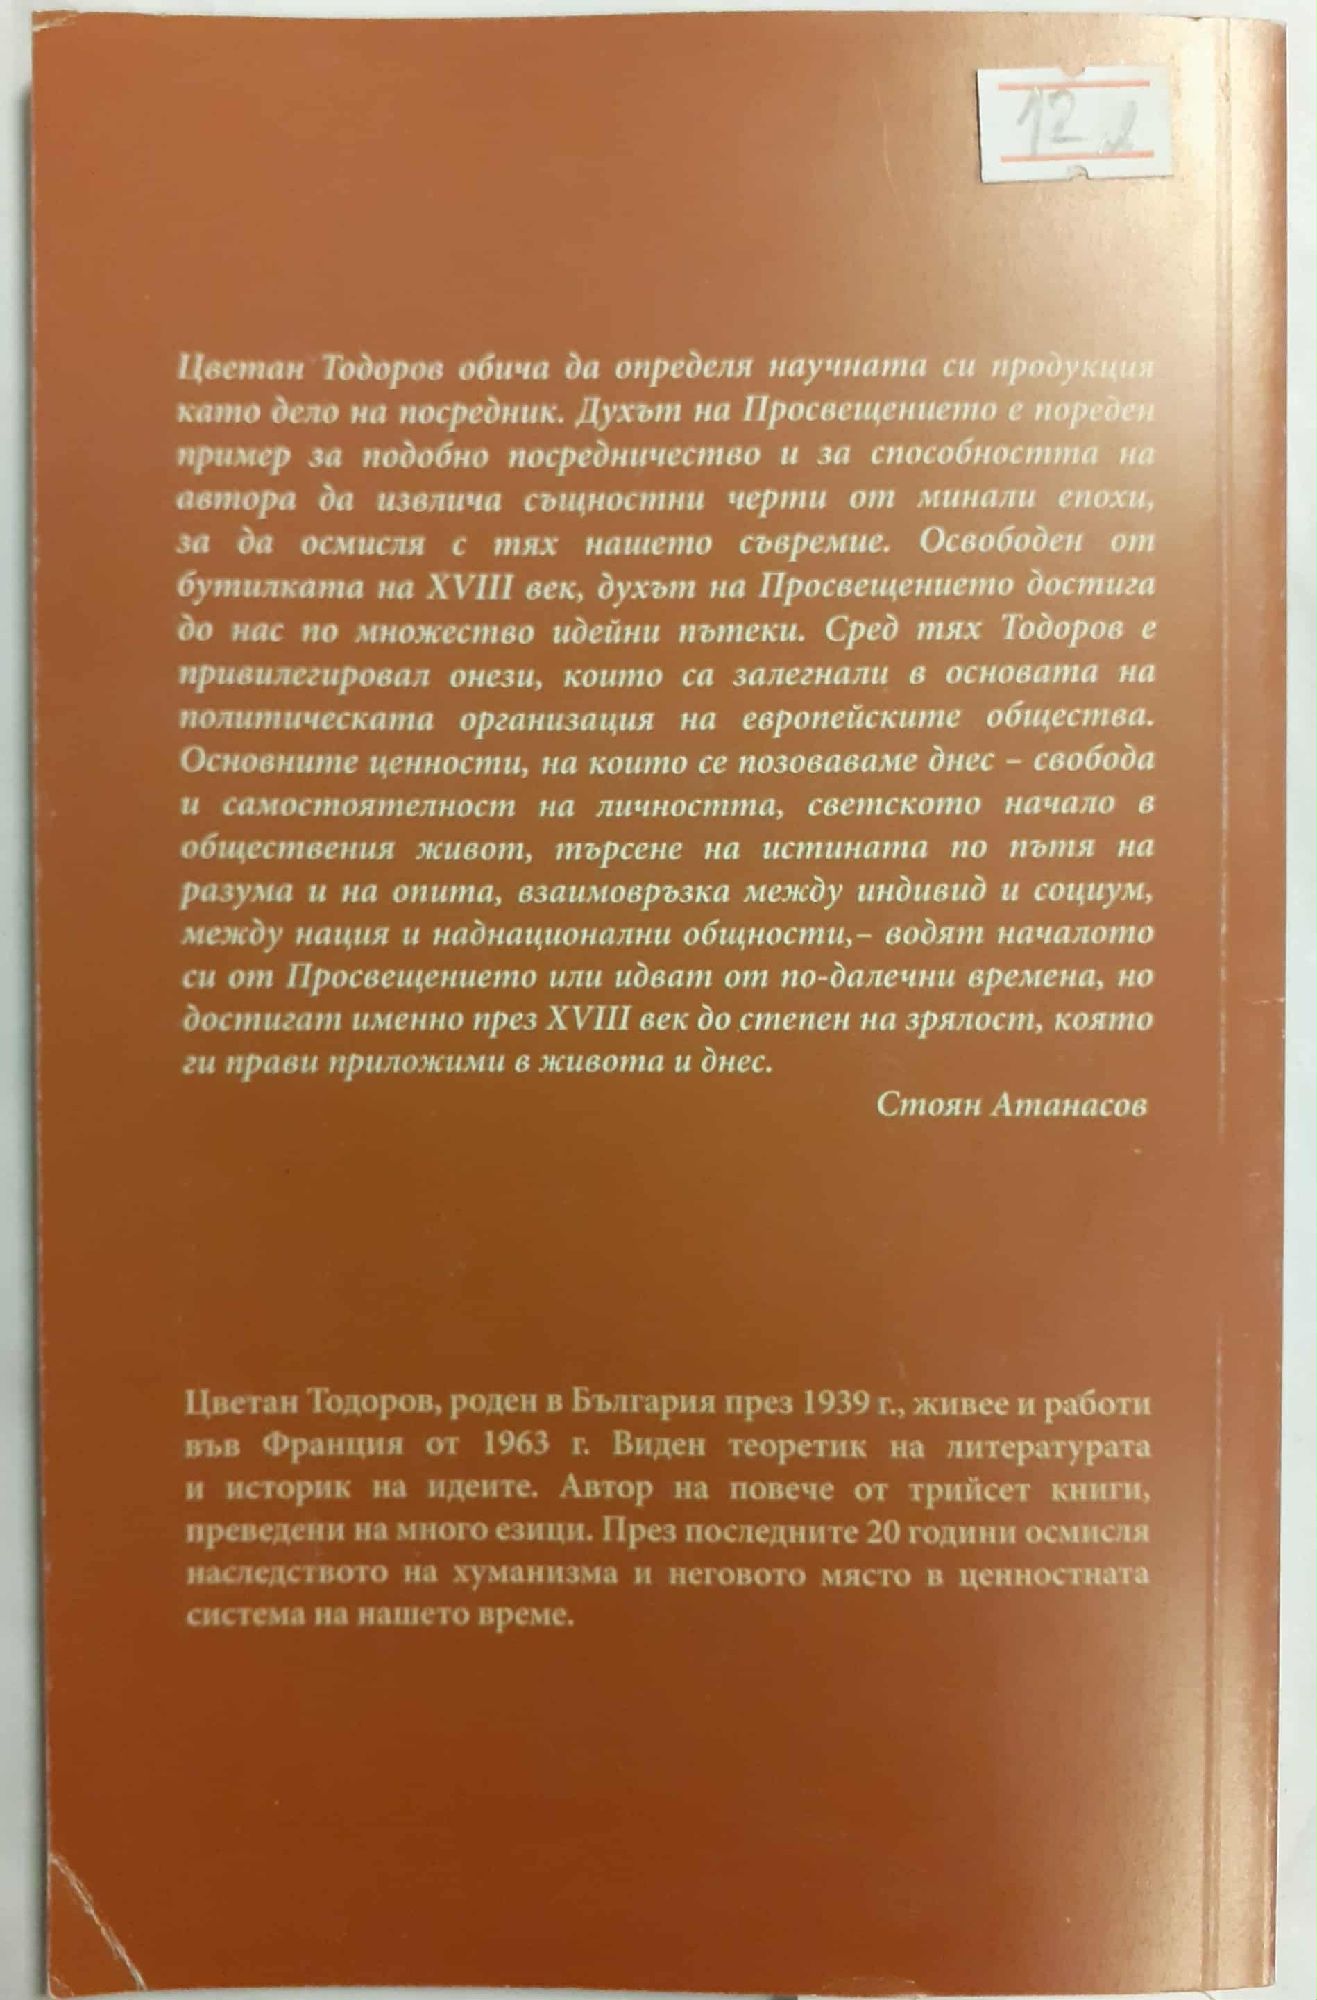 12 л
Цветан Тодоров обича да определя научната си продукция
като дело на посредник. Духът на Просвещението е пореден
пример за подобно посредничество и за способността на
автора да извлича същностни черти от минали епохи,
за да осмисля с тях нашето съвремие. Освободен от
бутилката на XVIII век, духът на Просвещението достига
до нас по множество идейни пътеки. Сред тях Тодоров е
привилегировал онези, които са залегнали в основата на
политическата организация на европейските общества.
Основните ценности, на които се позоваваме днес – свобода
и самостоятелност на личността, светското начало в
обществения живот, търсене на истината по пътя на
разума и на опита, взаимовръзка между индивид и социум,
между нация и наднационални общности,– водят началото
си от Просвещението или идват от по-далечни времена, но
достигат именно през XVIII век до степен на зрялост, която
ги прави приложими в живота и днес.
Стоян Атанасов
Цветан Тодоров, роден в България през 1939 г., живее и работи
във Франция от 1963 г. Виден теоретик на литературата
и историк на идеите. Автор на повече от трийсет книги,
преведени на много езици. През последните 20 години осмисля
наследството на хуманизма и неговото място в ценностната
система на нашето време.